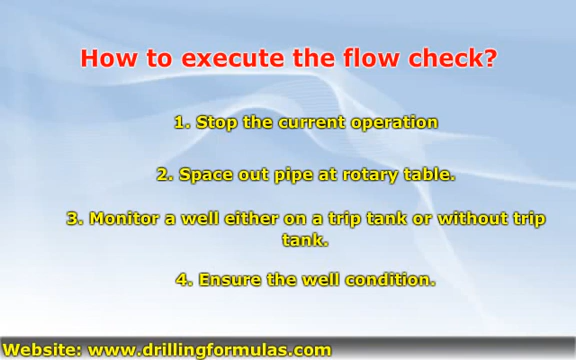 How to execute the flow check?
1. Stop the current operation
2. Space out pipe at rotary table.
3. Monitor a well either on a trip tank or without trip
tank.
4. Ensure the well condition.
Website: www.drillingformulas.com